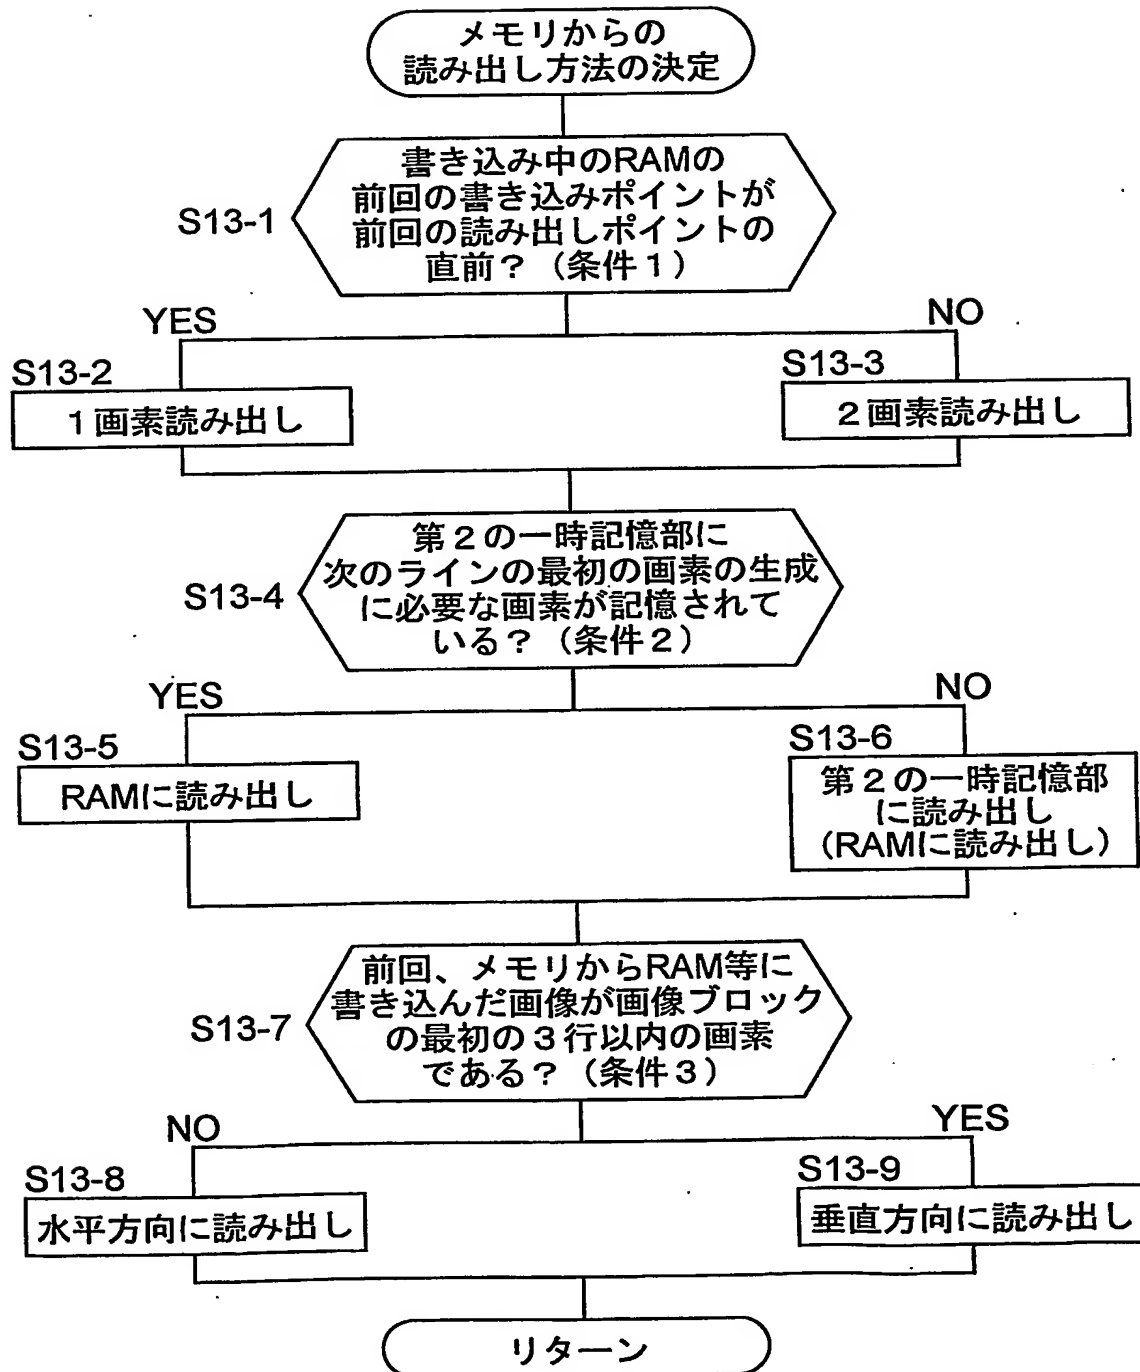 メモリからの
読み出し方法の決定
書き込み中のRAMの
前回の書き込みポイントが
前回の読み出しポイントの
直前？（条件１）
S13-1
YES
NO
S13-2
１画素読み出し
S13-3
２画素読み出し
第２の一時記憶部に
次のラインの最初の画素の生成
に必要な画素が記憶されて
いる？（条件２）
S13-4
YES
NO
S13-5
RAMに読み出し
S13-6
第２の一時記憶部
に読み出し
(RAMに読み出し)
前回、メモリからRAM等に
書き込んだ画像が画像ブロック
の最初の３行以内の画素
である？（条件３）
S13-7
NO
YES
S13-8
水平方向に読み出し
S13-9
垂直方向に読み出し
リターン